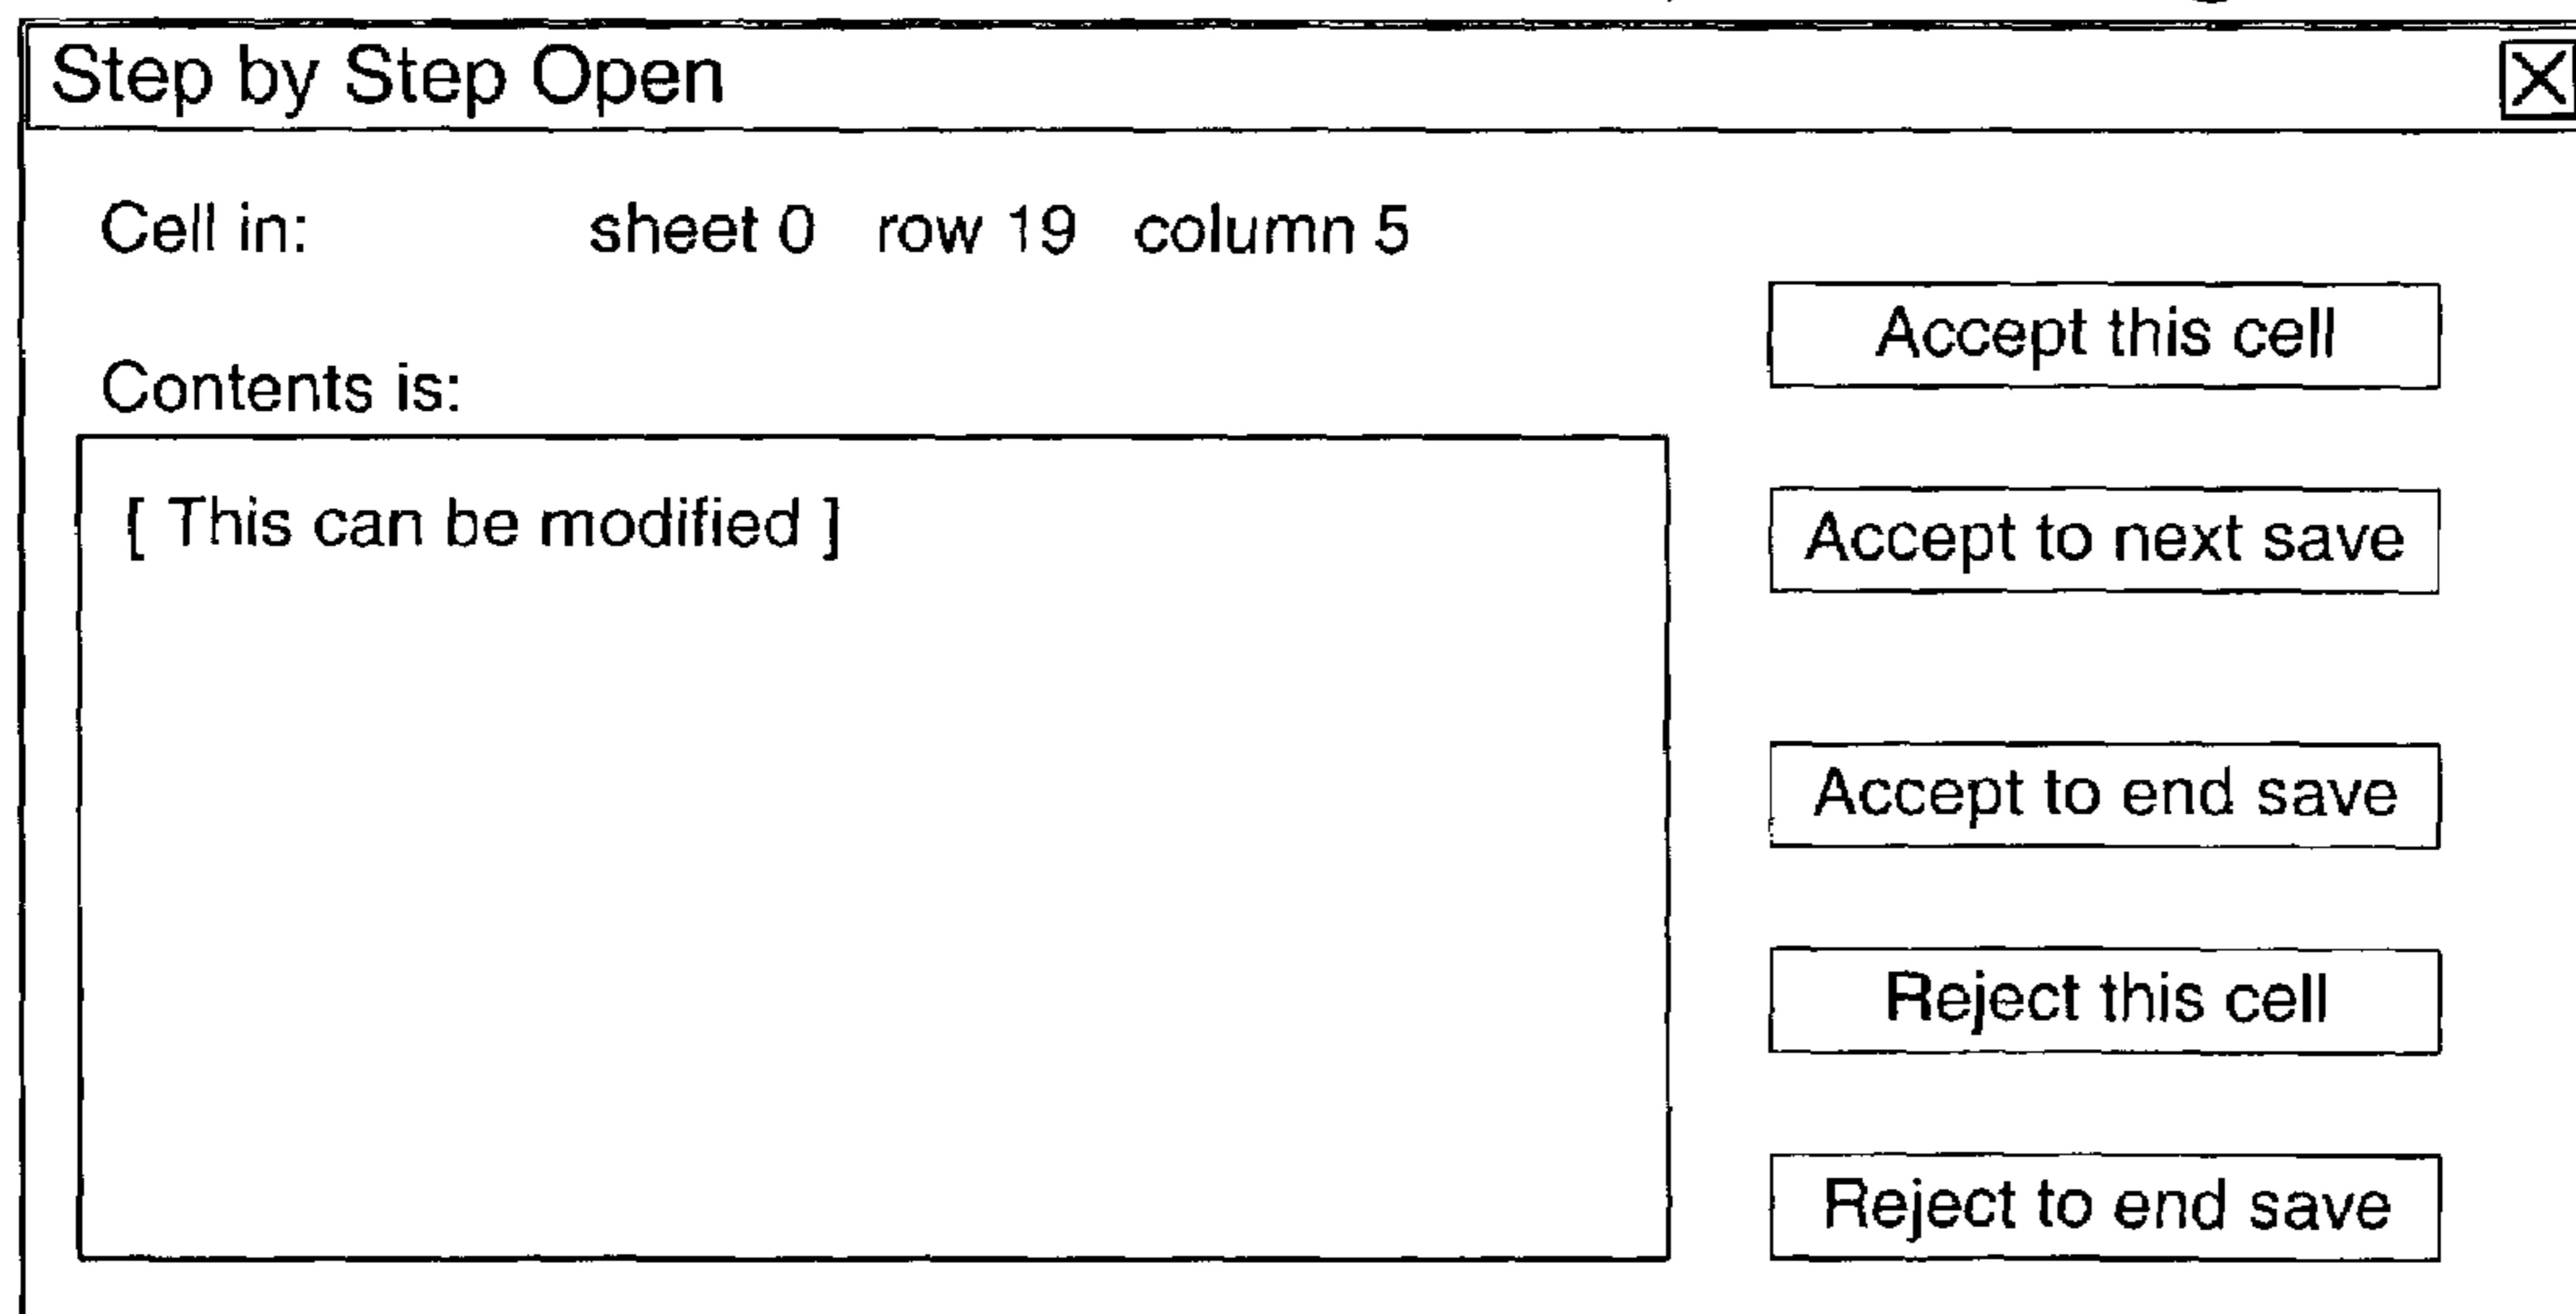 Step by Step Open
Cell in: sheet 0 row 19 column 5
Contents is:
[ This can be modified ]
Accept this cell
Accept to next save
Accept to end save
Reject this cell
Reject to end save